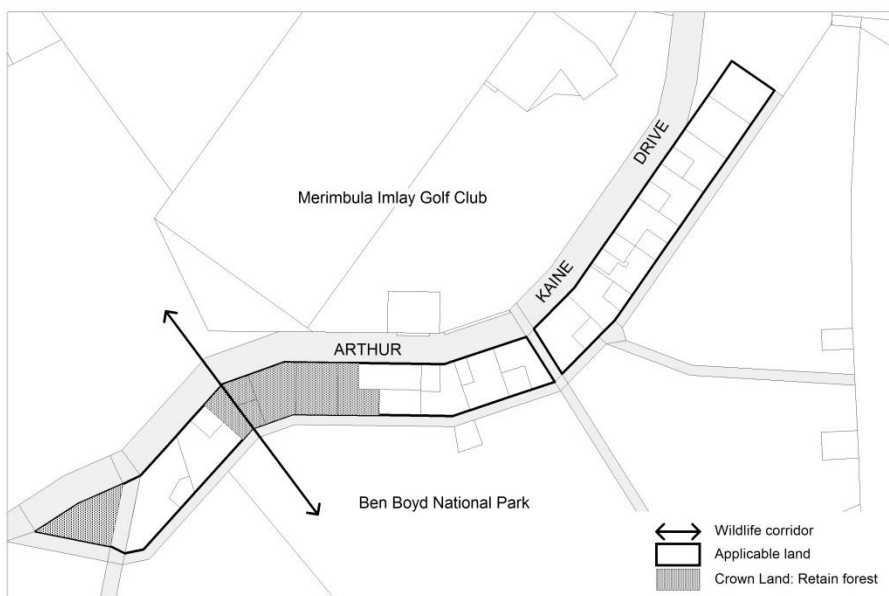 Merimbula Imlay Golf Club
DRIVE
KAINE
ARTHUR
Ben Boyd National Park
Wildlife corridor
Applicable land
Crown Land: Retain forest